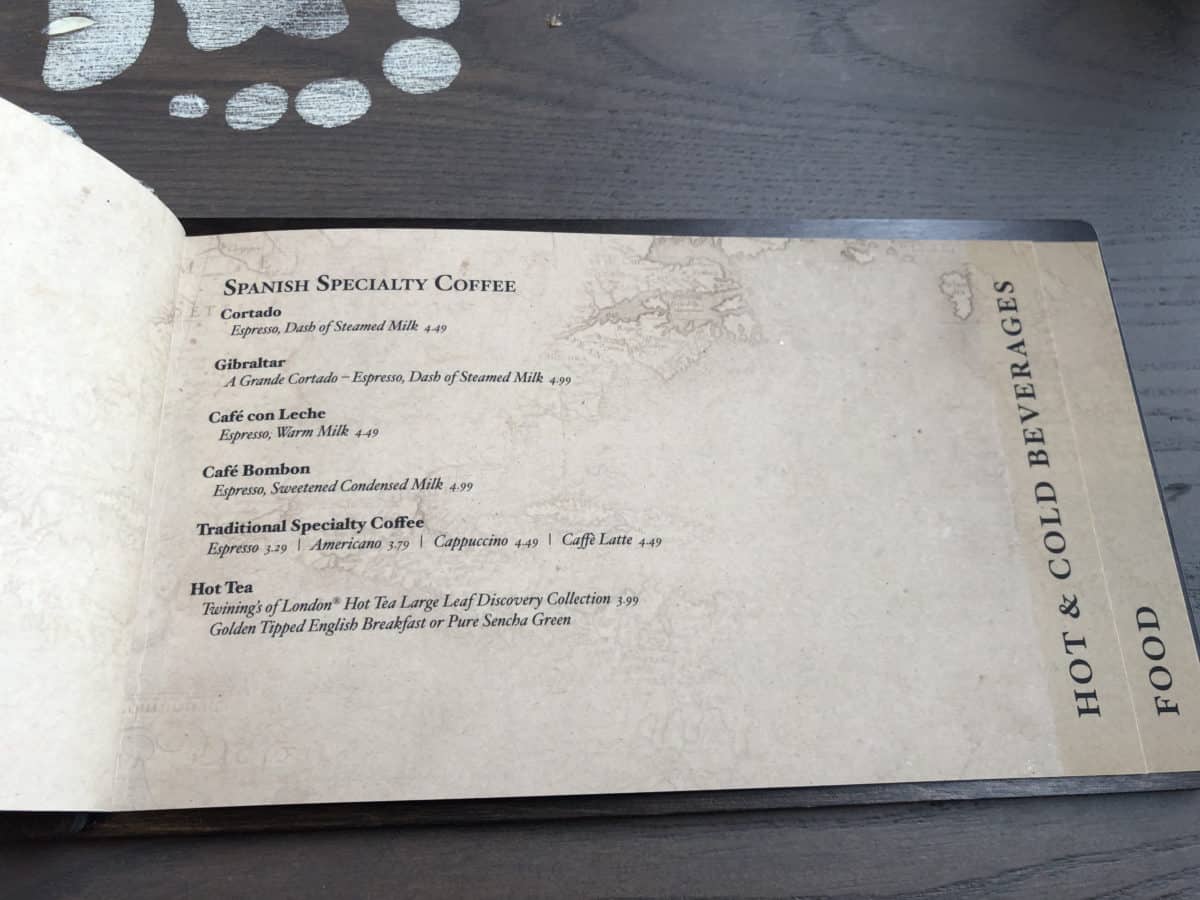 SPANISH SPECIALTY COFFEE
Cortado
Espresso, Dash of Steamed Milk 4.49
Gibraltar
A Grande Cortado – Espresso, Dash of Steamed Milk 4.99
Café con Leche
Espresso, Warm Milk 4.49
Café Bombon
Espresso, Sweetened Condensed Milk 4.99
Traditional Specialty Coffee
Espresso 3.29 | Americano 3.79 | Cappuccino 4.49 | Caffè Latte 4.49
Hot Tea
Twining's of London® Hot Tea Large Leaf Discovery Collection 3.99
Golden Tipped English Breakfast or Pure Sencha Green
HOT & COLD BEVERAGES
FOOD